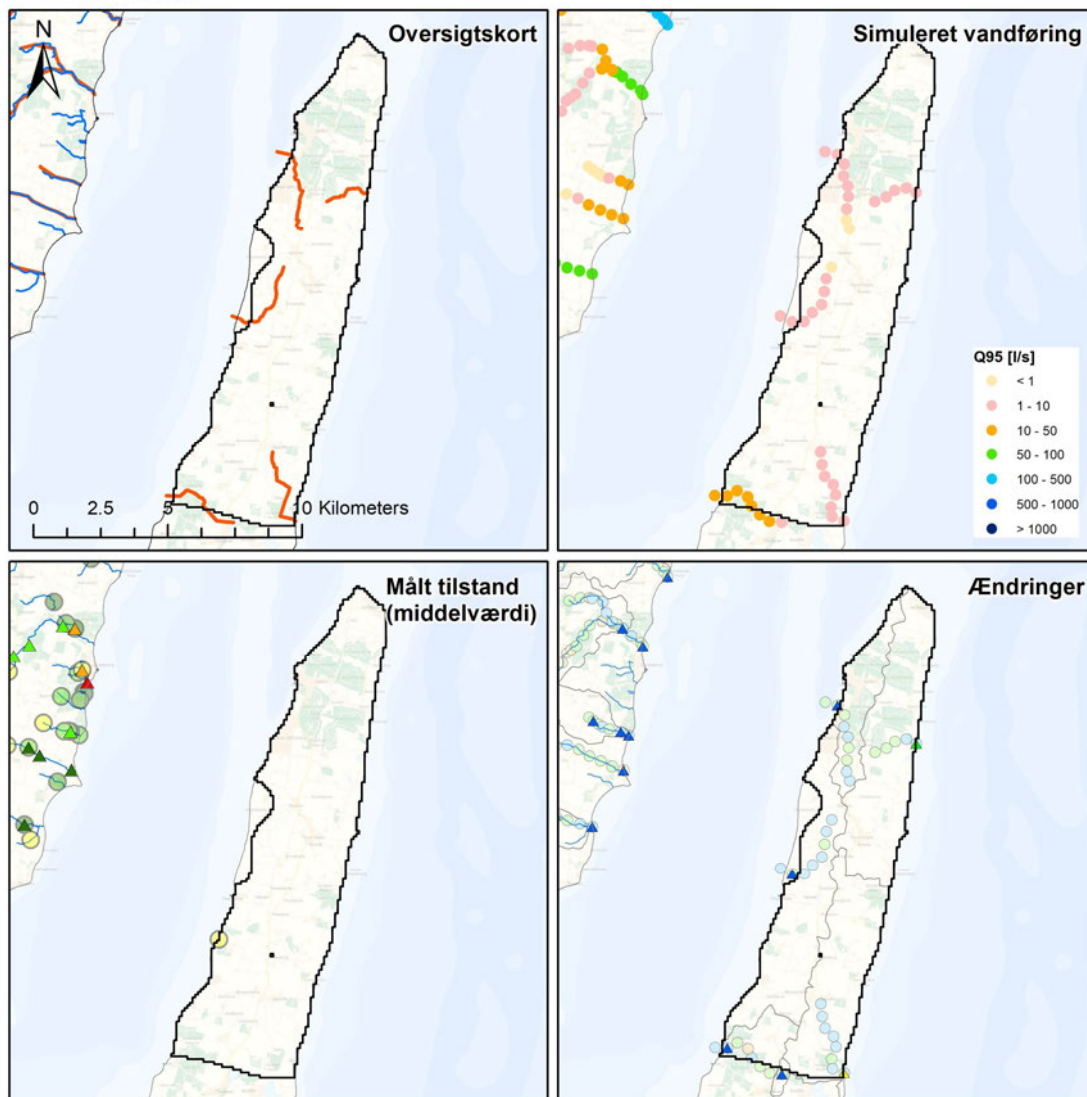 N
Oversigtskort
0 2.5 5 10 Kilometers
Simuleret vandføring
Q95 [l/s]
< 1
1 - 10
10 - 50
50 - 100
100 - 500
500 - 1000
> 1000
Målt tilstand
(middelværdi)
Ændringer